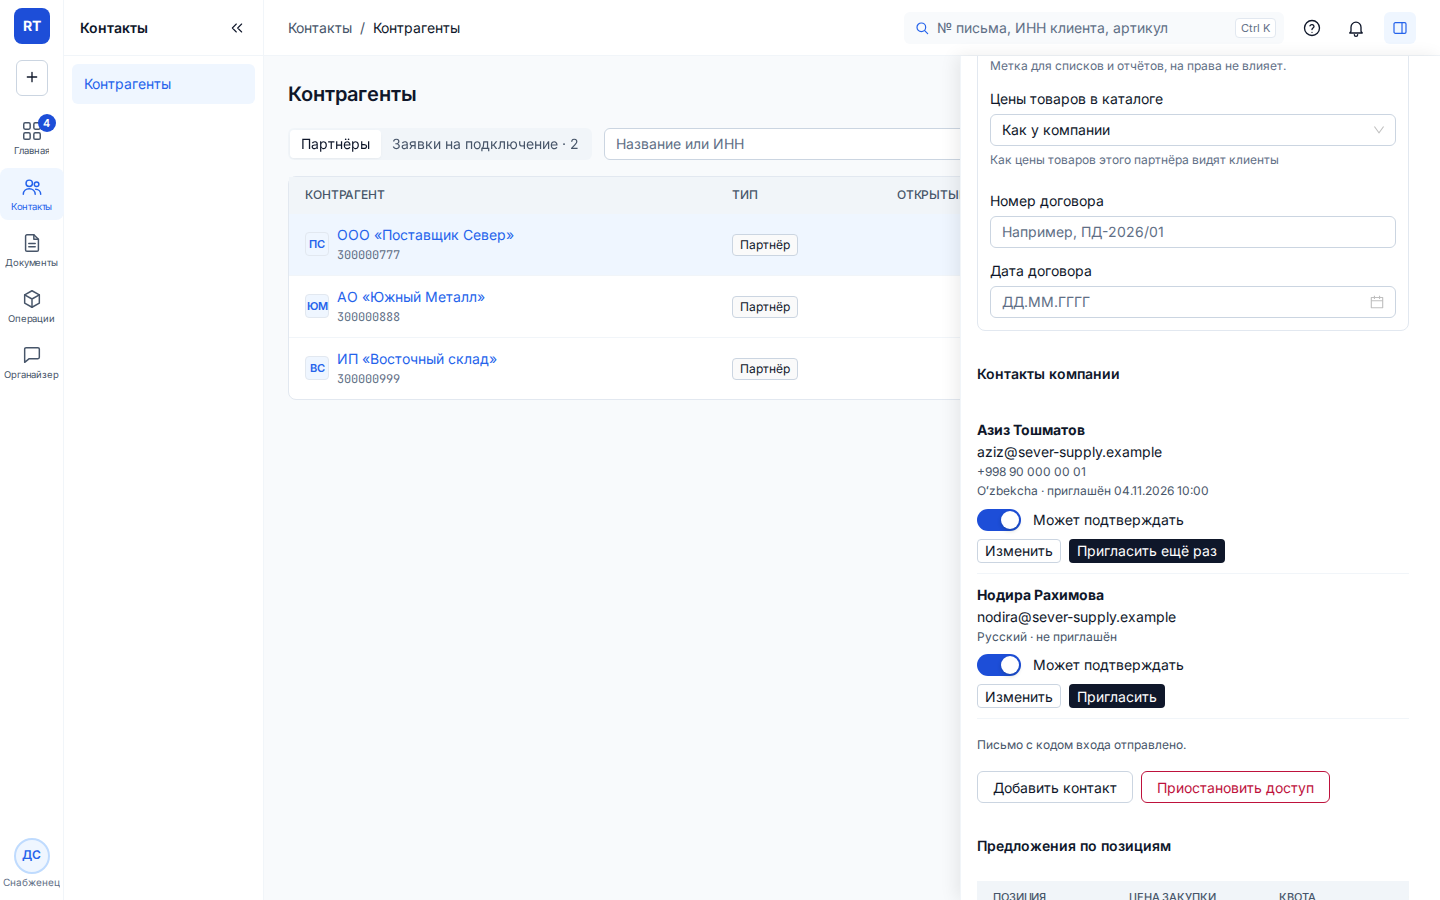 RT
Контакты
Контакты / Контрагенты
№ письма, ИНН клиента, артикул
Ctrl K
4
Главная
Контакты
Документы
Операции
Органайзер
ДС
Снабженец
Контрагенты
Контрагенты
Партнёры
Заявки на подключение · 2
Название или ИНН
КОНТРАГЕНТ
ТИП
ОТКРЫТЫ
ПС
ООО «Поставщик Север»
300000777
Партнёр
ЮМ
АО «Южный Металл»
300000888
Партнёр
ВС
ИП «Восточный склад»
300000999
Партнёр
Метка для списков и отчётов, на права не влияет.
Цены товаров в каталоге
Как у компании
Как цены товаров этого партнёра видят клиенты
Номер договора
Например, ПД-2026/01
Дата договора
ДД.ММ.ГГГГ
Контакты компании
Азиз Тошматов
aziz@sever-supply.example
+998 90 000 00 01
Oʻzbekcha · приглашён 04.11.2026 10:00
Может подтверждать
Изменить
Пригласить ещё раз
Нодира Рахимова
nodira@sever-supply.example
Русский · не приглашён
Может подтверждать
Изменить
Пригласить
Письмо с кодом входа отправлено.
Добавить контакт
Приостановить доступ
Предложения по позициям
ПОЗИЦИЯ
ЦЕНА ЗАКУПКИ
КВОТА